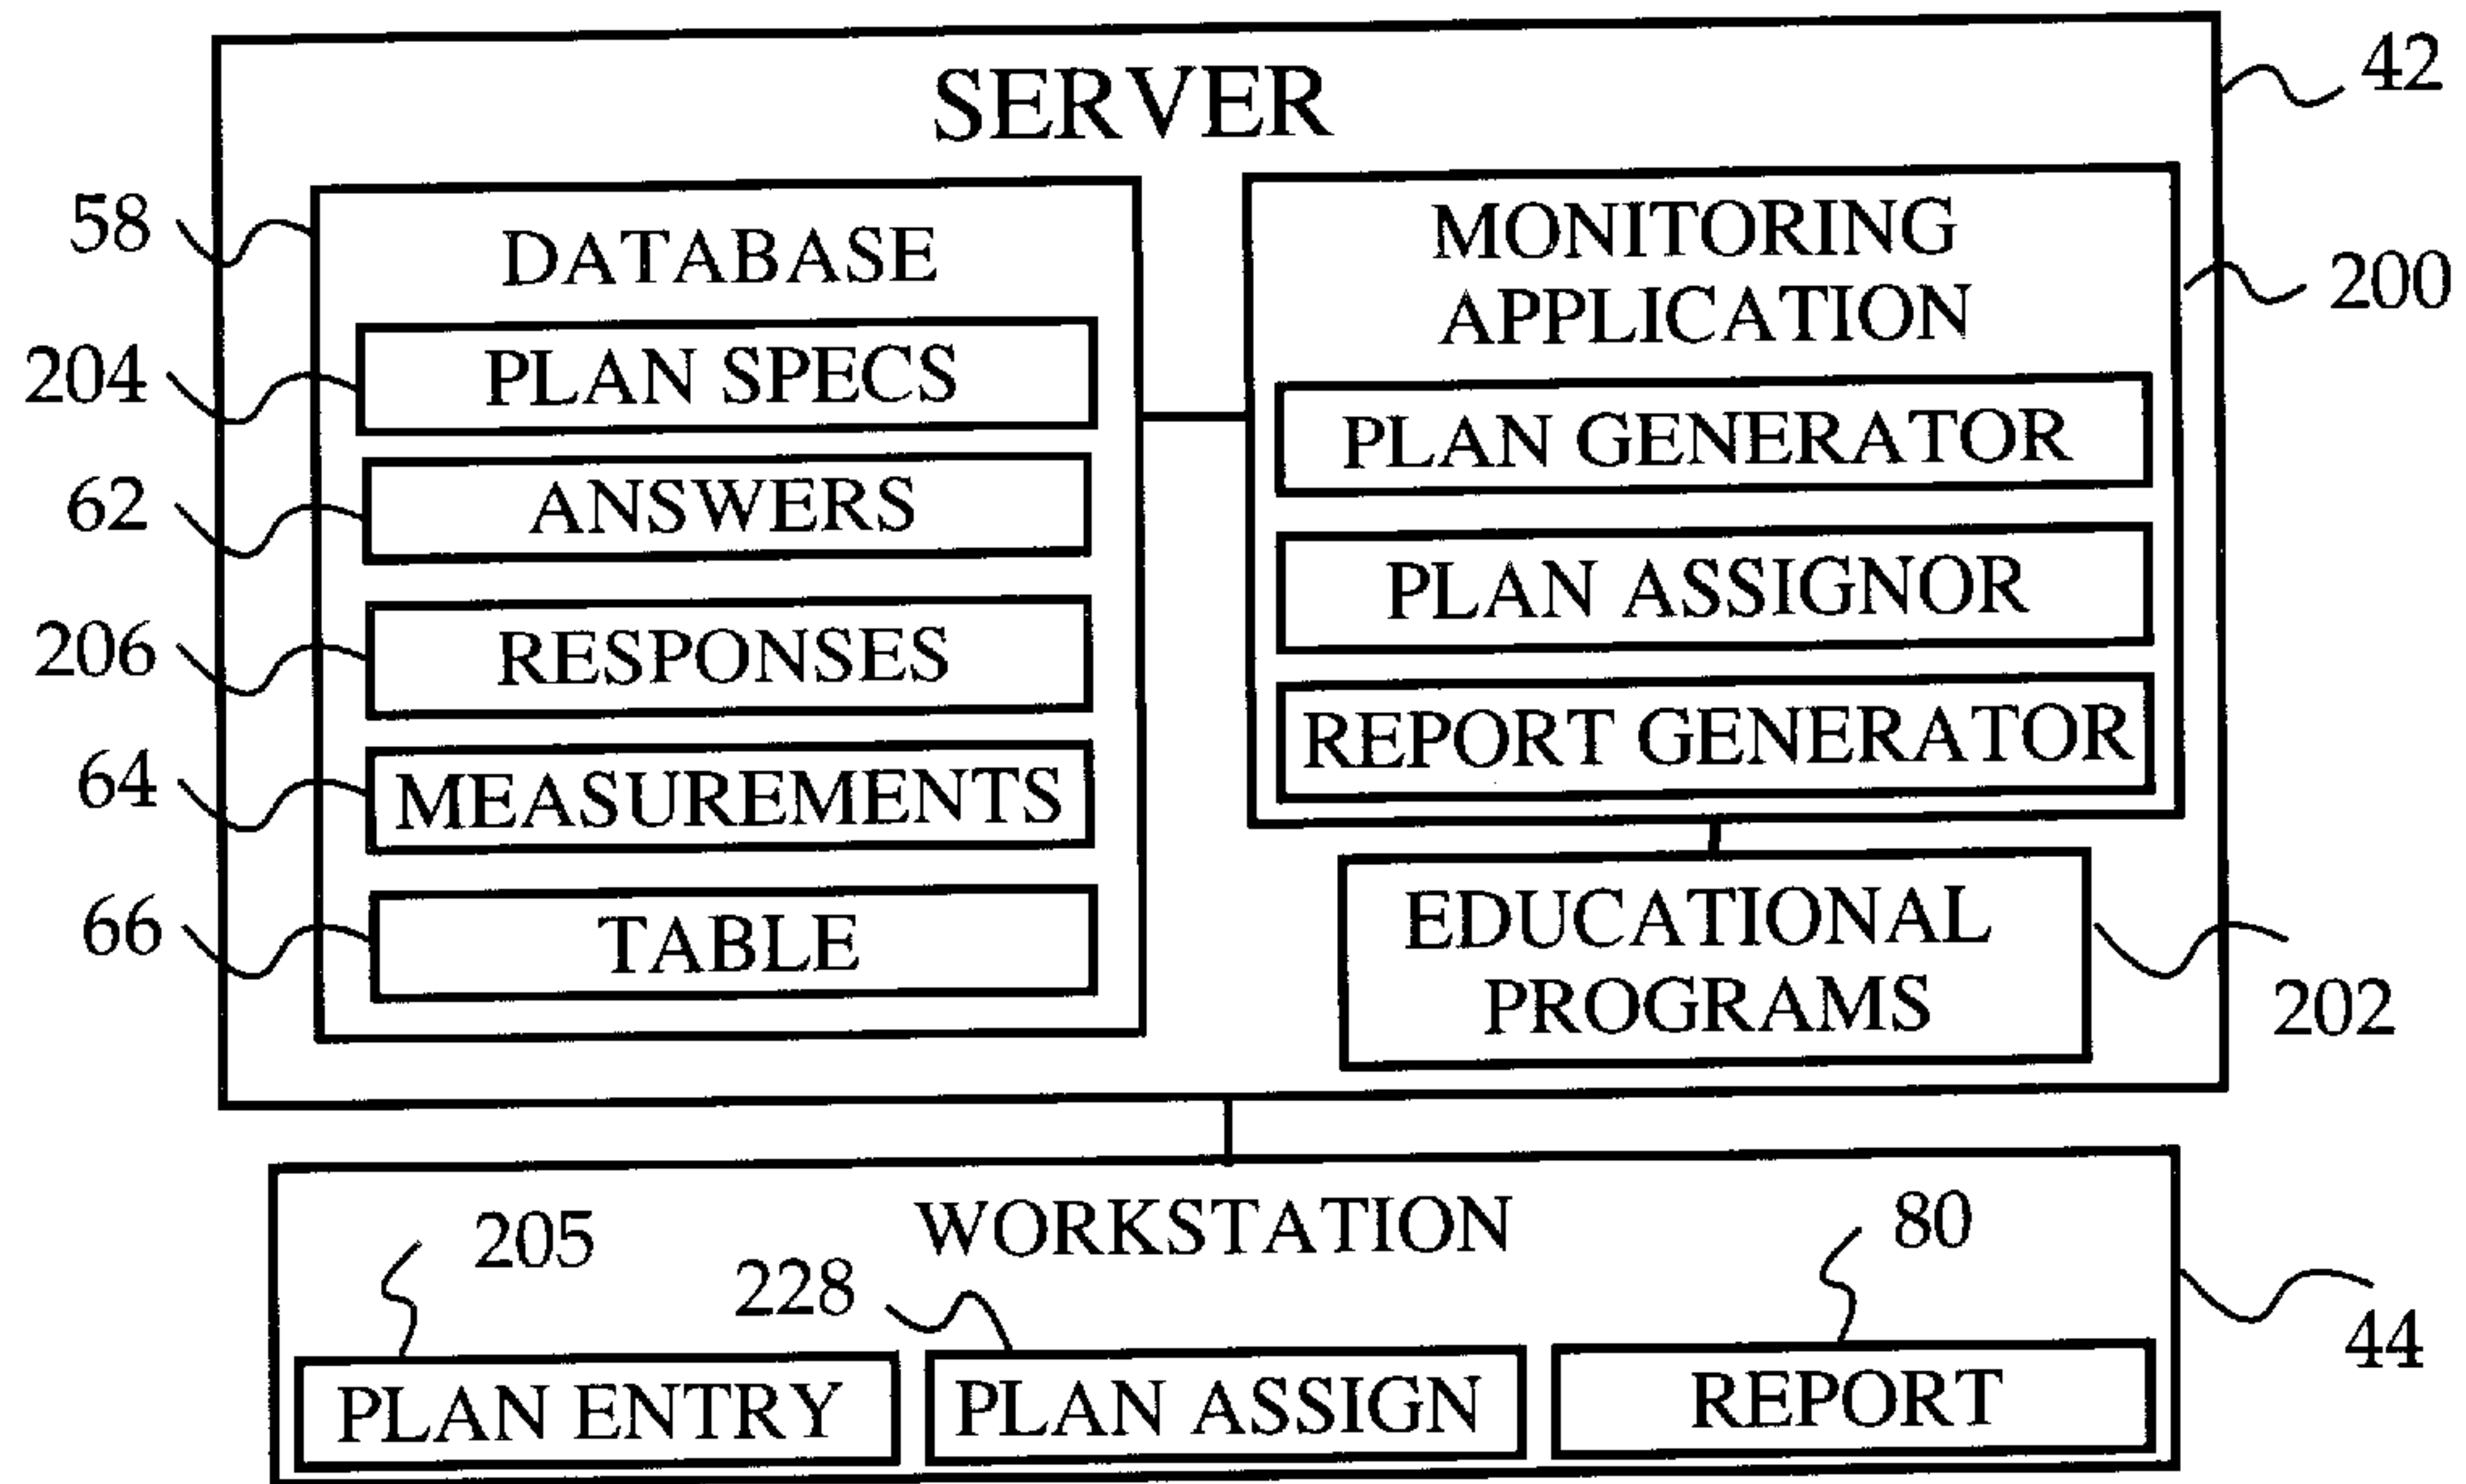 SERVER
42
58
DATABASE
204
PLAN SPECS
62
ANSWERS
206
RESPONSES
64
MEASUREMENTS
66
TABLE
MONITORING
APPLICATION
200
PLAN GENERATOR
PLAN ASSIGNOR
REPORT GENERATOR
EDUCATIONAL
PROGRAMS
202
WORKSTATION
205
228
80
44
PLAN ENTRY
PLAN ASSIGN
REPORT